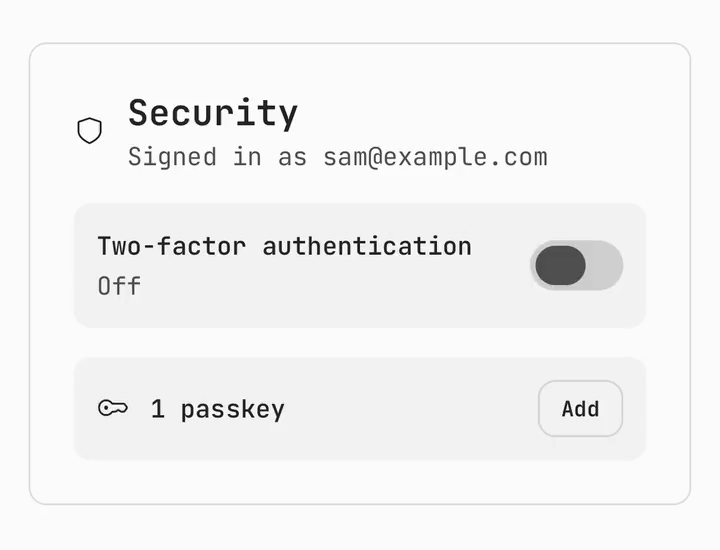 Security
Signed in as sam@example.com
Two-factor authentication
Off
1 passkey
Add